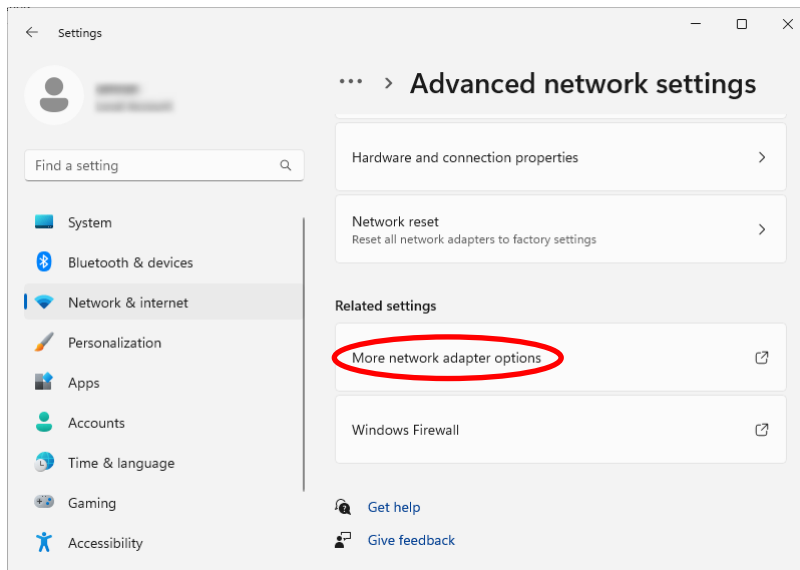 Settings
Find a setting
System
Bluetooth & devices
Network & internet
Personalization
Apps
Accounts
Time & language
Gaming
Accessibility
••• > Advanced network settings
Hardware and connection properties
Network reset
Reset all network adapters to factory settings
Related settings
More network adapter options
Windows Firewall
Get help
Give feedback